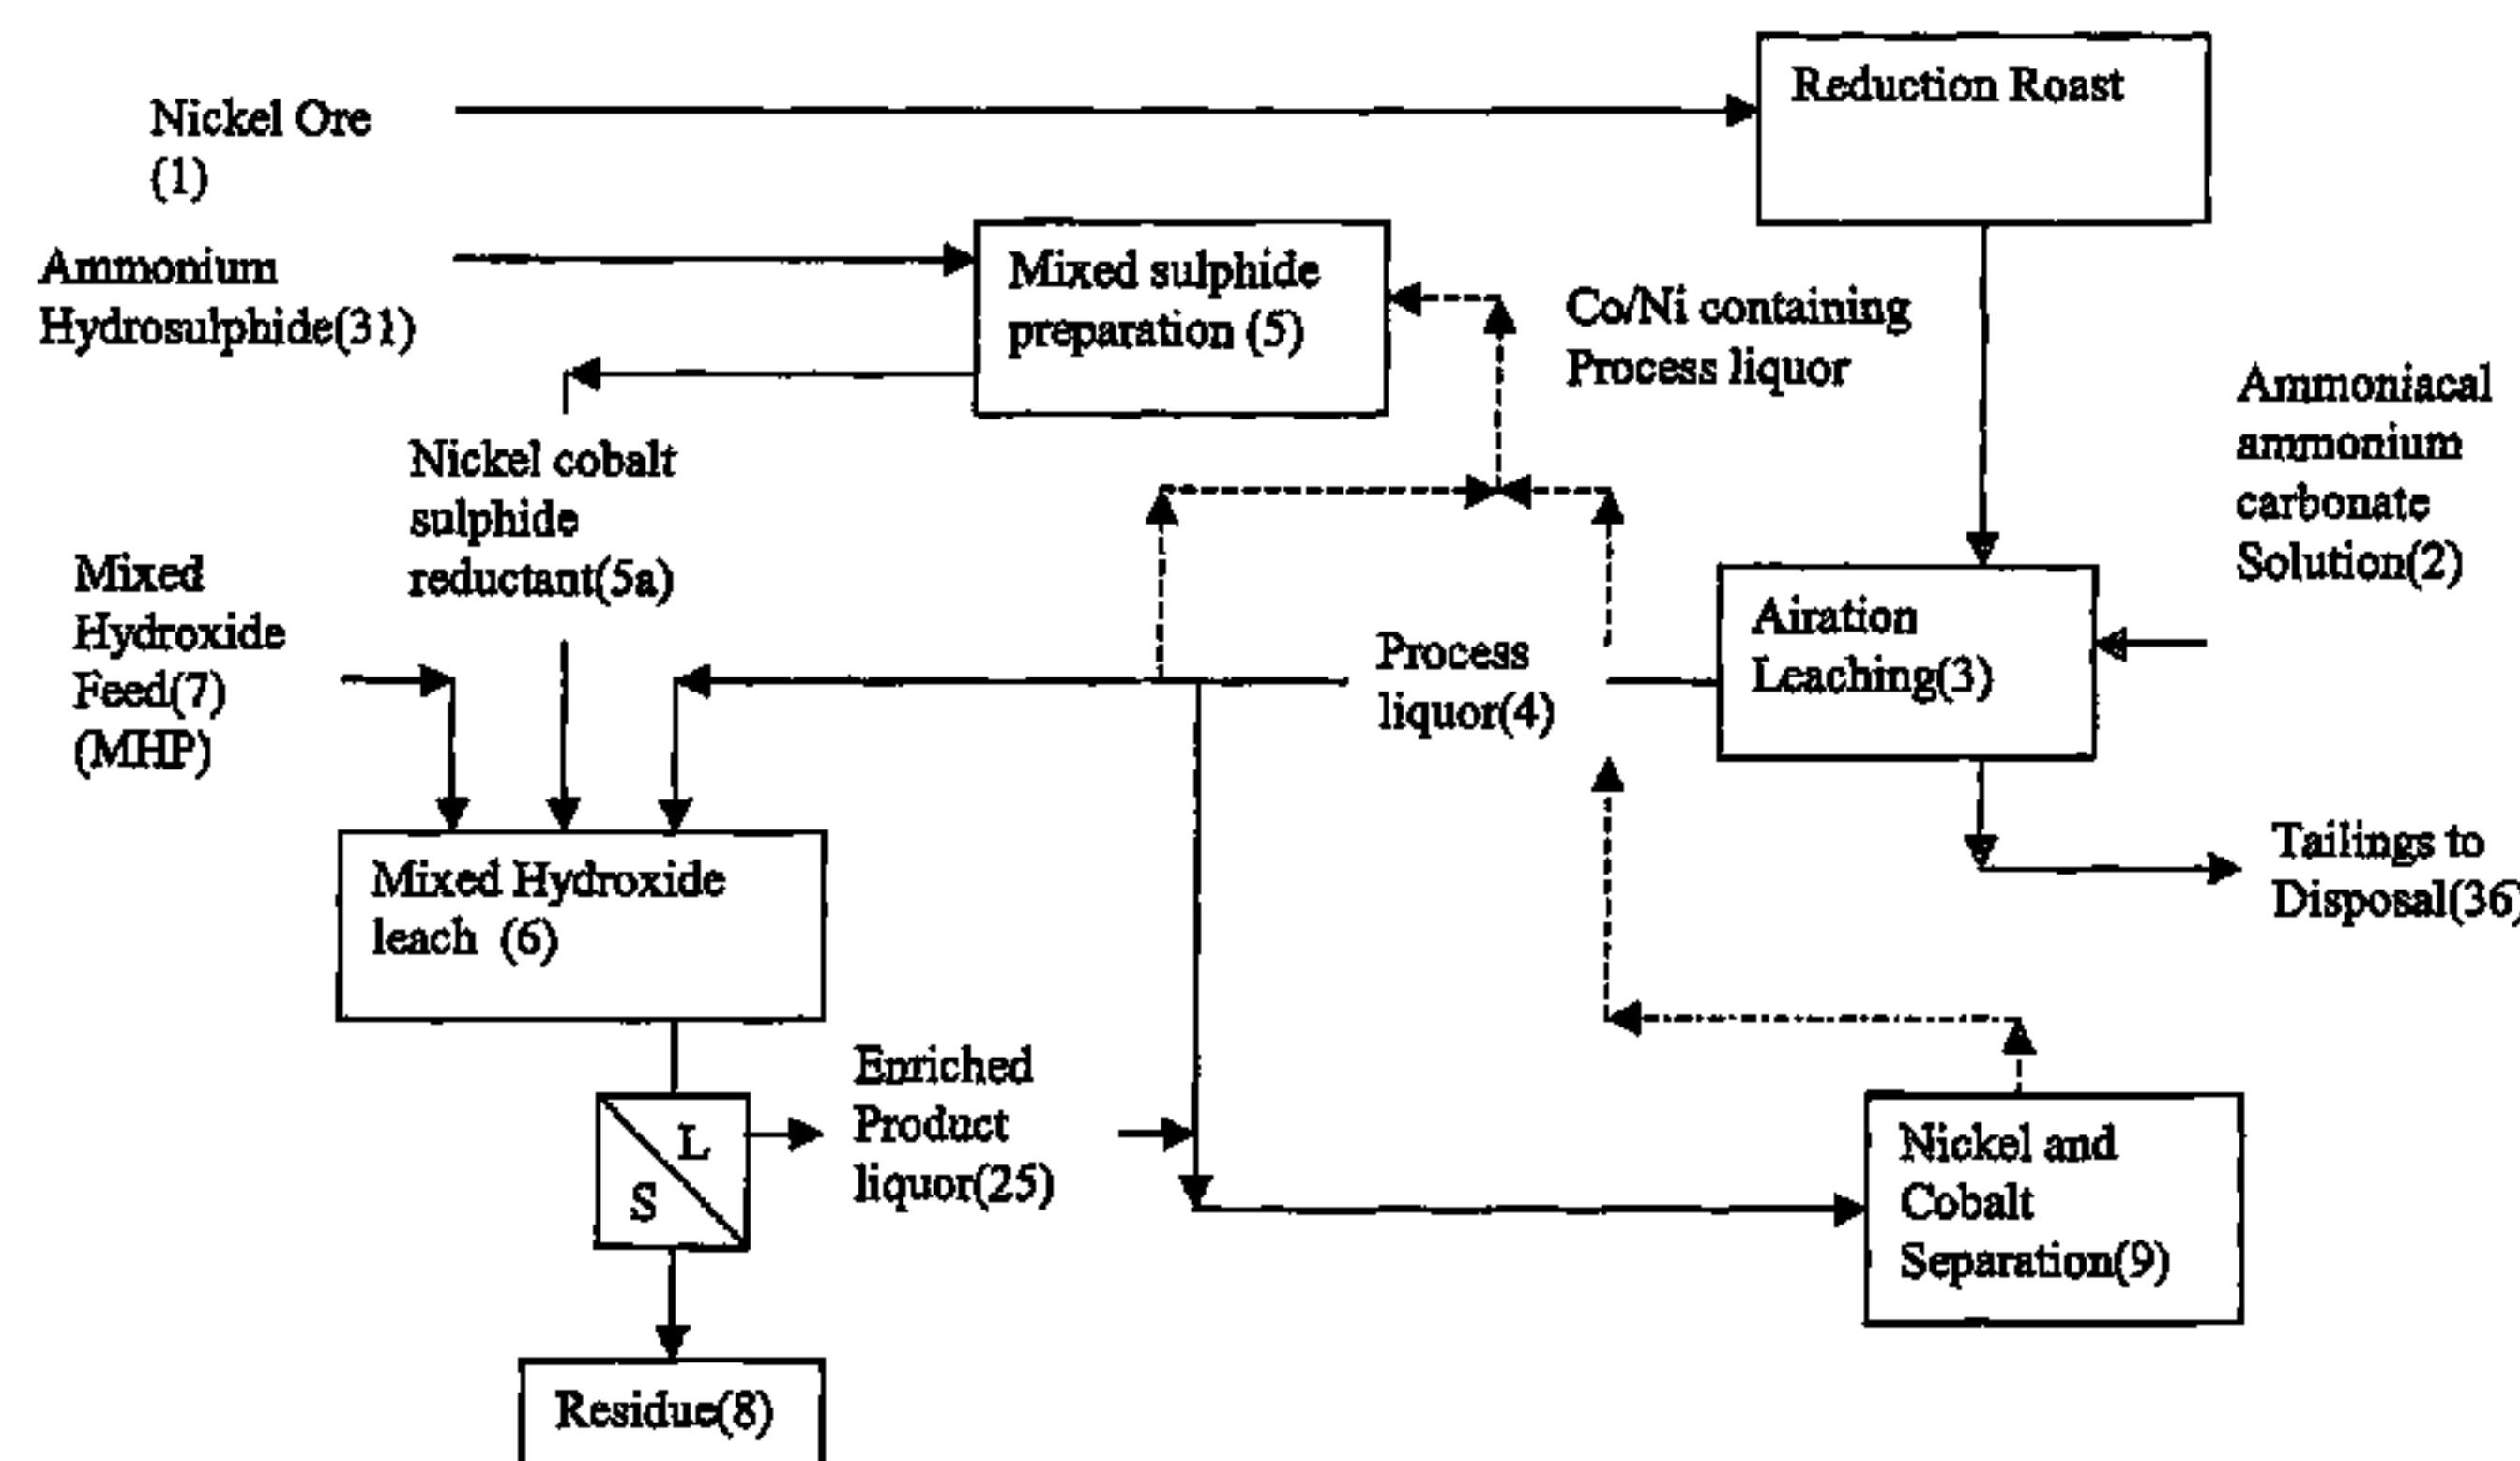 Reduction Roast
Nickel Ore
(1)
Ammonium
Hydrosulphide(31)
Mixed sulphide
preparation (5)
Co/Ni containing
Process liquor
Ammoniacal
ammonium
carbonate
Solution(2)
Nickel cobalt
sulphide
reductant(5a)
Mixed
Hydroxide
Feed(7)
(MHP)
Process
liquor(4)
Airation
Leaching(3)
Tailings to
Disposal(36)
Mixed Hydroxide
leach (6)
Enriched
Product
liquor(25)
L
S
Nickel and
Cobalt
Separation(9)
Residue(8)